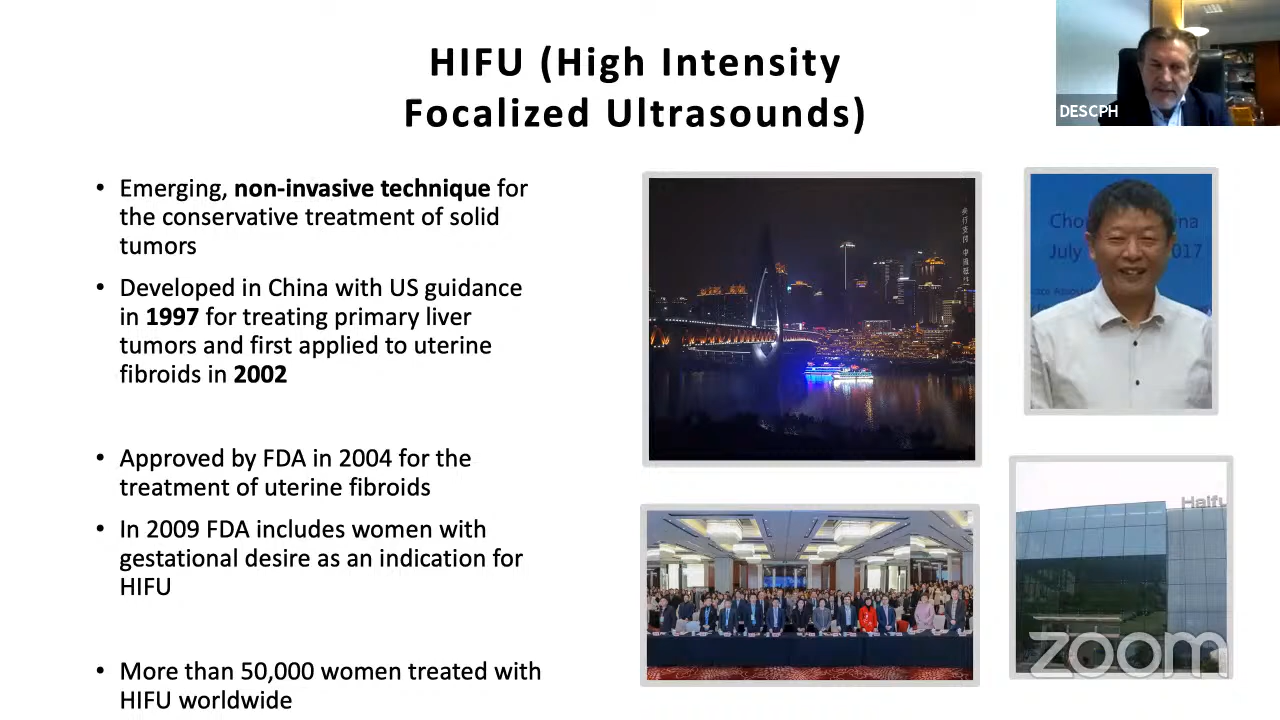 HIFU (High Intensity
Focalized Ultrasounds)
DESCPH
• Emerging, non-invasive technique for
the conservative treatment of solid
tumors
• Developed in China with US guidance
in 1997 for treating primary liver
tumors and first applied to uterine
fibroids in 2002
• Approved by FDA in 2004 for the
treatment of uterine fibroids
• In 2009 FDA includes women with
gestational desire as an indication for
HIFU
• More than 50,000 women treated with
HIFU worldwide
July
017
Haifu
zoom